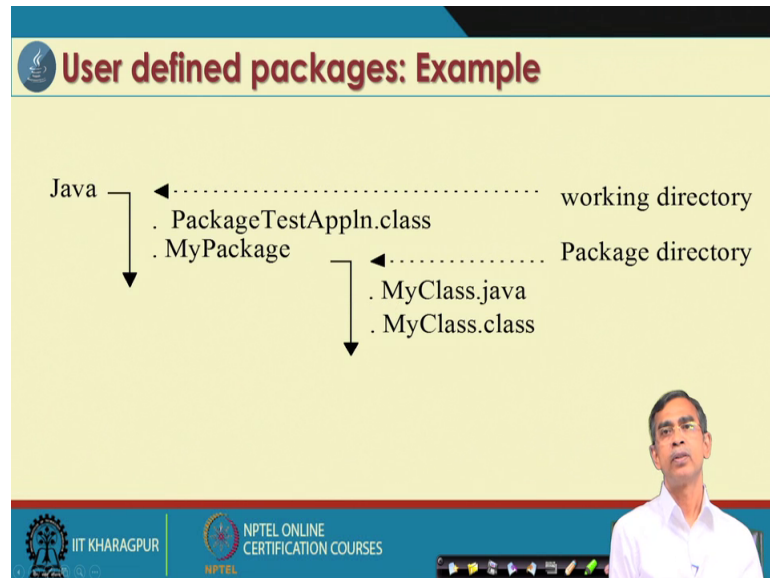 User defined packages: Example
Java
working directory
. PackageTestAppln.class
. MyPackage
Package directory
. MyClass.java
. MyClass.class
IIT KHARAGPUR
NPTEL
NPTEL ONLINE
CERTIFICATION COURSES